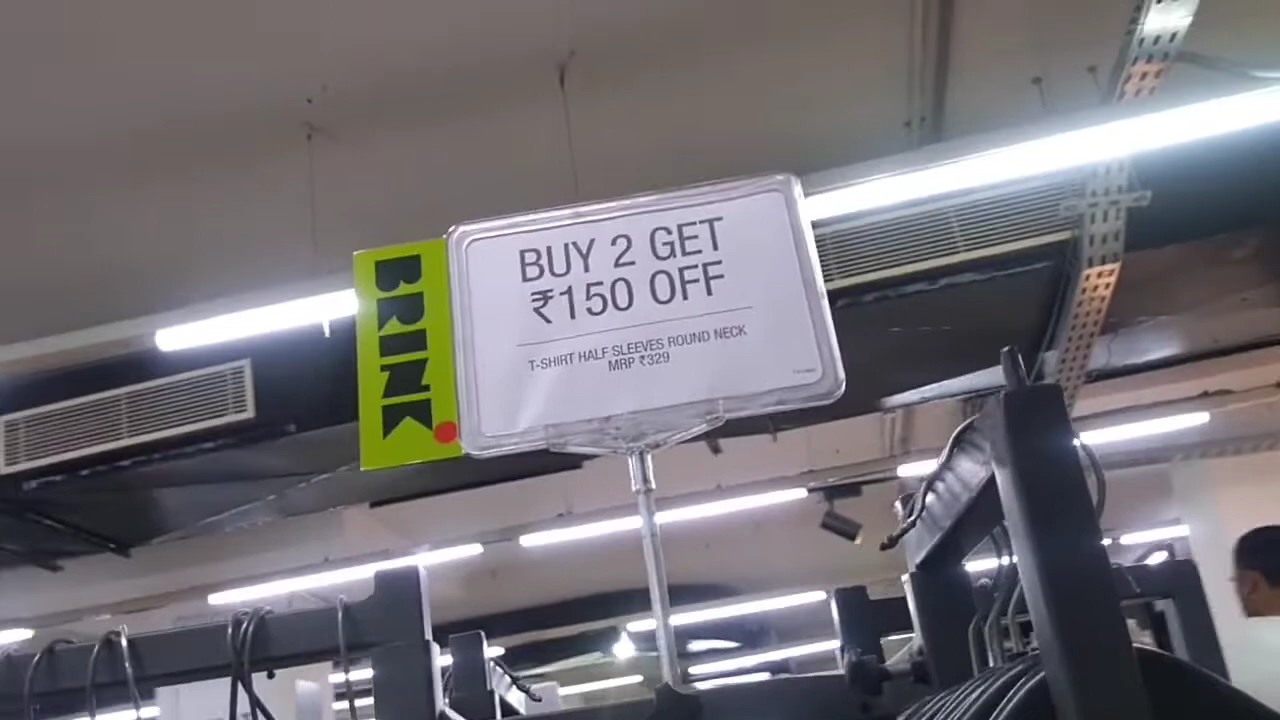 BRINK.
BUY 2 GET
₹150 OFF
T-SHIRT HALF SLEEVES ROUND NECK
MRP ₹329